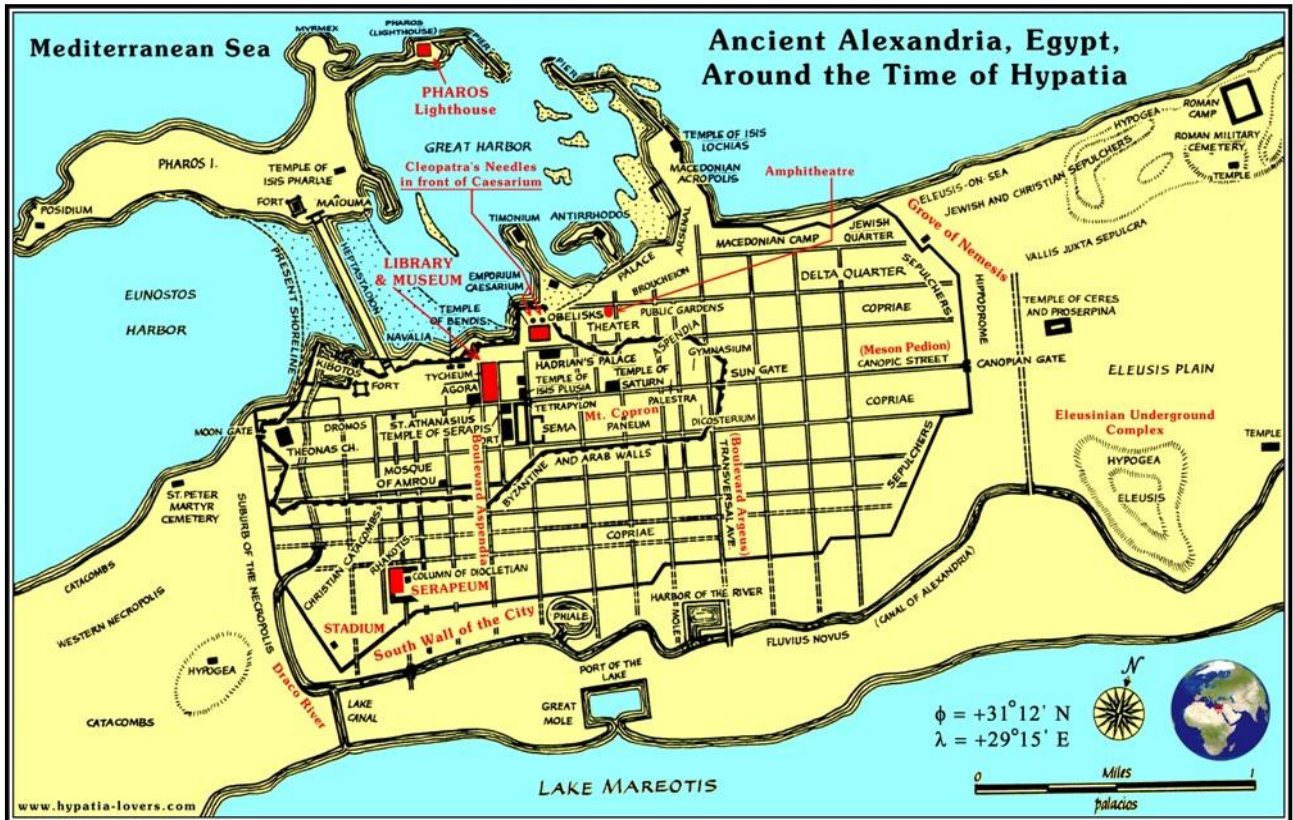 Mediterranean Sea
Ancient Alexandria, Egypt,
Around the Time of Hypatia
MYRMEX
PHAROS
(LIGHTHOUSE)
PIER
PIER
PHAROS
Lighthouse
GREAT HARBOR
Cleopatra's Needles
in front of Caesarium
TEMPLE OF ISIS
LOCHIAS
MACEDONIAN
ACROPOLIS
Amphitheatre
ROMAN
CAMP
HYPOGEA
ROMAN MILITARY
CEMETERY
TEMPLE
ELEUSIS-ON-SEA
JEWISH AND CHRISTIAN SEPULCHERS
VALLIS JUXTA SEPULCRA
PHAROS I.
TEMPLE OF
ISIS PHARIAE
FORT
MAIOUMA
POSIDIUM
TIMONIUM
ANTIRRHODOS
ARSENAL
PALACE
MACEDONIAN CAMP
JEWISH
QUARTER
Grove of Nemesis
LIBRARY
& MUSEUM
HEPTASTADION
PRESENT SHORELINE
EUNOSTOS
HARBOR
EMPORIUM
CAESARIUM
BROUCHEION
DELTA QUARTER
SEPULCHERS
HIPPODROME
TEMPLE OF CERES
AND PROSERPINA
TEMPLE
OF BENDIS
NAVALIA
OBELISKS
PUBLIC GARDENS
THEATER
ASPENDIA
COPRIAE
KIBOTOS
FORT
TYCHEUM
AGORA
HADRIAN'S PALACE
TEMPLE OF
ISIS PLUSIA
TEMPLE OF
SATURN
GYMNASIUM
SUN GATE
(Meson Pedion)
CANOPIC STREET
CANOPIAN GATE
ELEUSIS PLAIN
PALESTRA
COPRIAE
MOON GATE
DROMOS
ST. ATHANASIUS
TEMPLE OF SERAPIS
FORT
TETRAPYLON
SEMA
Mt. Copron
PANEUM
DICOSTERIUM
Eleusinian Underground
Complex
HYPOGEA
ELEUSIS
TEMPLE
THEONAS CH.
MOSQUE
OF AMROU
Boulevard Aspendia
BYZANTINE AND ARAB WALLS
(Boulevard Argeus)
TRANSVERSAL AVE.
SEPULCHERS
ST. PETER
MARTYR
CEMETERY
SUBURB OF THE NECROPOLIS
CHRISTIAN CATACOMBS
RHAKOTIS
COPRIAE
CATACOMBS
WESTERN NECROPOLIS
COLUMN OF DIOCLETIAN
SERAPEUM
STADIUM
South Wall of the City
PHIALE
HARBOR OF THE RIVER
MOLE
FLUVIUS NOVUS
(CANAL OF ALEXANDRIA)
HYPOGEA
Draco River
CATACOMBS
LAKE
CANAL
PORT OF THE
LAKE
GREAT
MOLE
N
ϕ = +31°12' N
λ = +29°15' E
LAKE MAREOTIS
0 Miles 1
palacios
www.hypatia-lovers.com